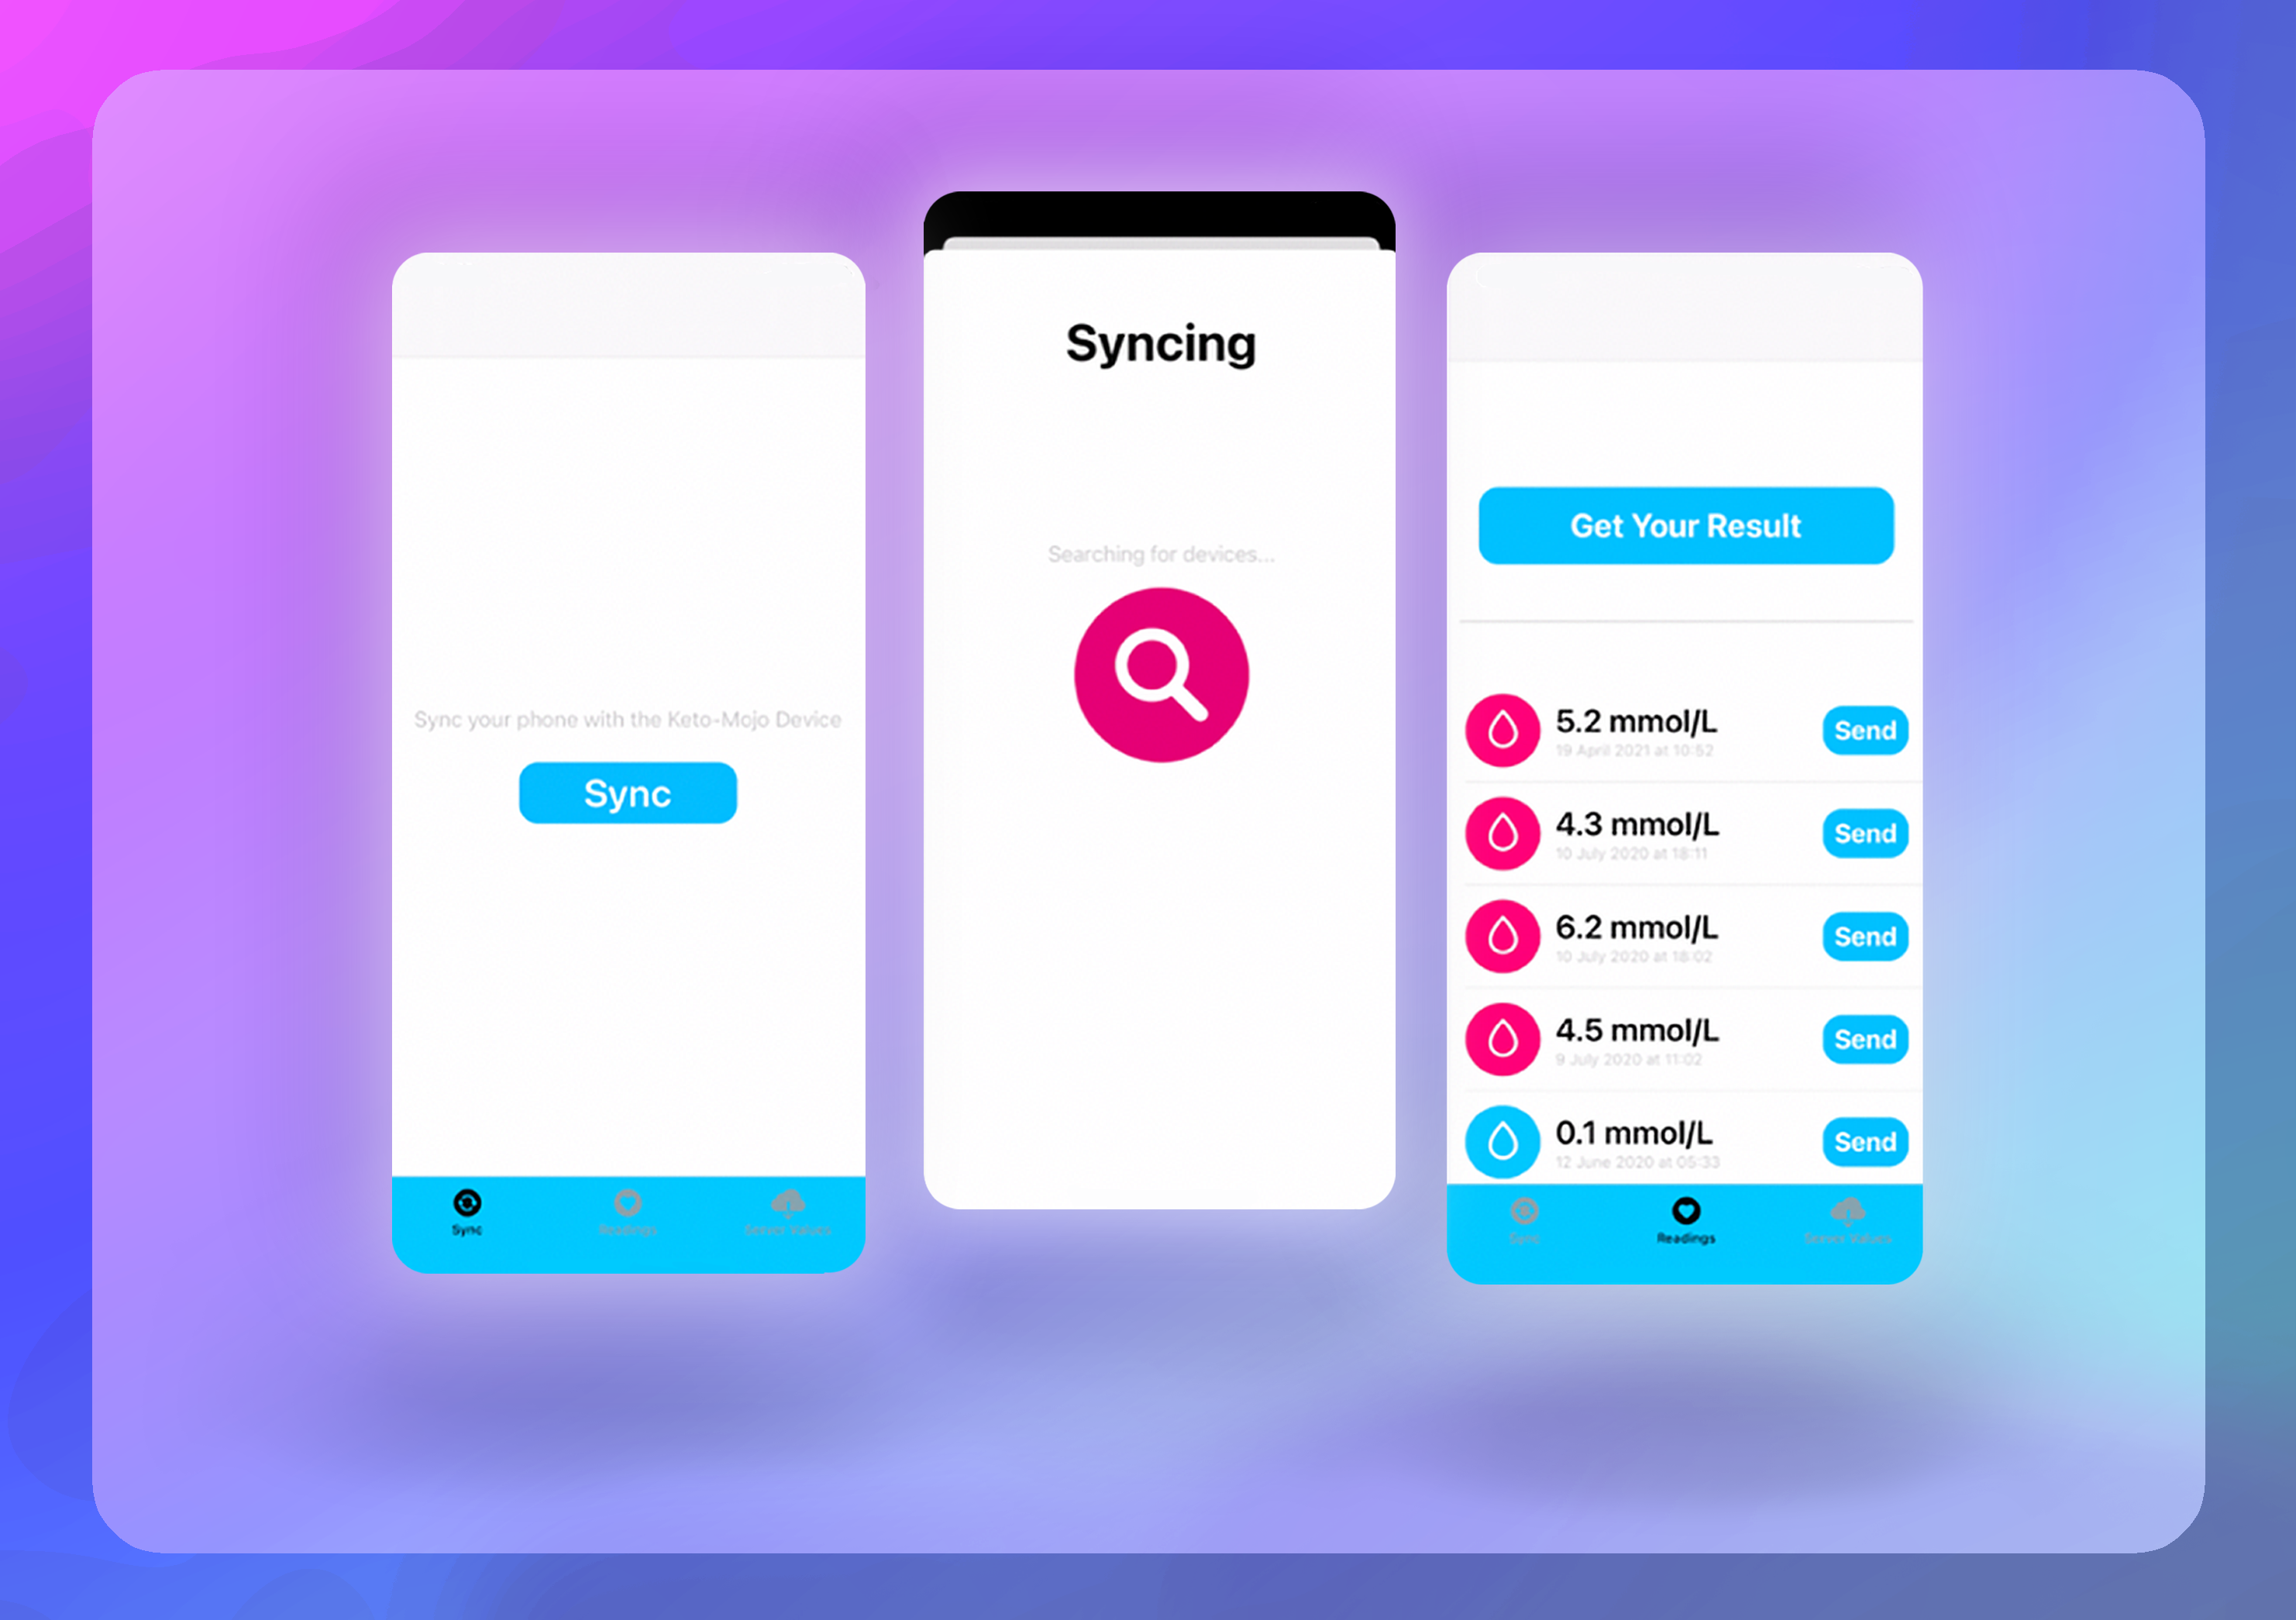 Sync your phone with the Keto-Mojo Device
Sync
Sync
Readings
Server Values
Syncing
Searching for devices...
Get Your Result
5.2 mmol/L
19 April 2021 at 10:52
Send
4.3 mmol/L
10 July 2020 at 18:11
Send
6.2 mmol/L
10 July 2020 at 18:02
Send
4.5 mmol/L
9 July 2020 at 11:02
Send
0.1 mmol/L
12 June 2020 at 05:33
Send
Sync
Readings
Server Values